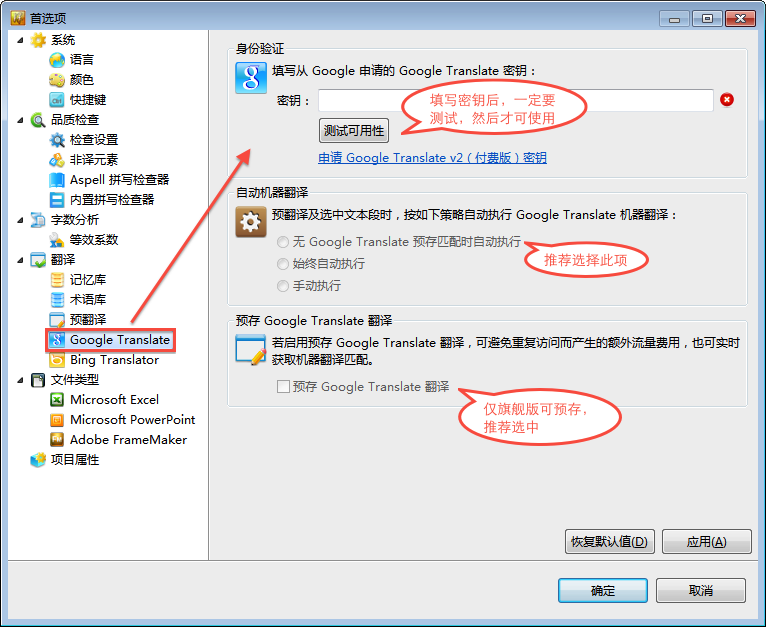 首选项
系统
语言
颜色
快捷键
品质检查
检查设置
非译元素
Aspell 拼写检查器
内置拼写检查器
字数分析
等效系数
翻译
记忆库
术语库
预翻译
Google Translate
Bing Translator
文件类型
Microsoft Excel
Microsoft PowerPoint
Adobe FrameMaker
项目属性
身份验证
填写从 Google 申请的 Google Translate 密钥：
密钥：
填写密钥后，一定要
测试，然后才可使用
测试可用性
申请 Google Translate v2（付费版）密钥
自动机器翻译
预翻译及选中文本段时，按如下策略自动执行 Google Translate 机器翻译：
无 Google Translate 预存匹配时自动执行
始终自动执行
手动执行
推荐选择此项
预存 Google Translate 翻译
若启用预存 Google Translate 翻译，可避免重复访问而产生的额外流量费用，也可实时
获取机器翻译匹配。
预存 Google Translate 翻译
仅旗舰版可预存，
推荐选中
恢复默认值(D)
应用(A)
确定
取消